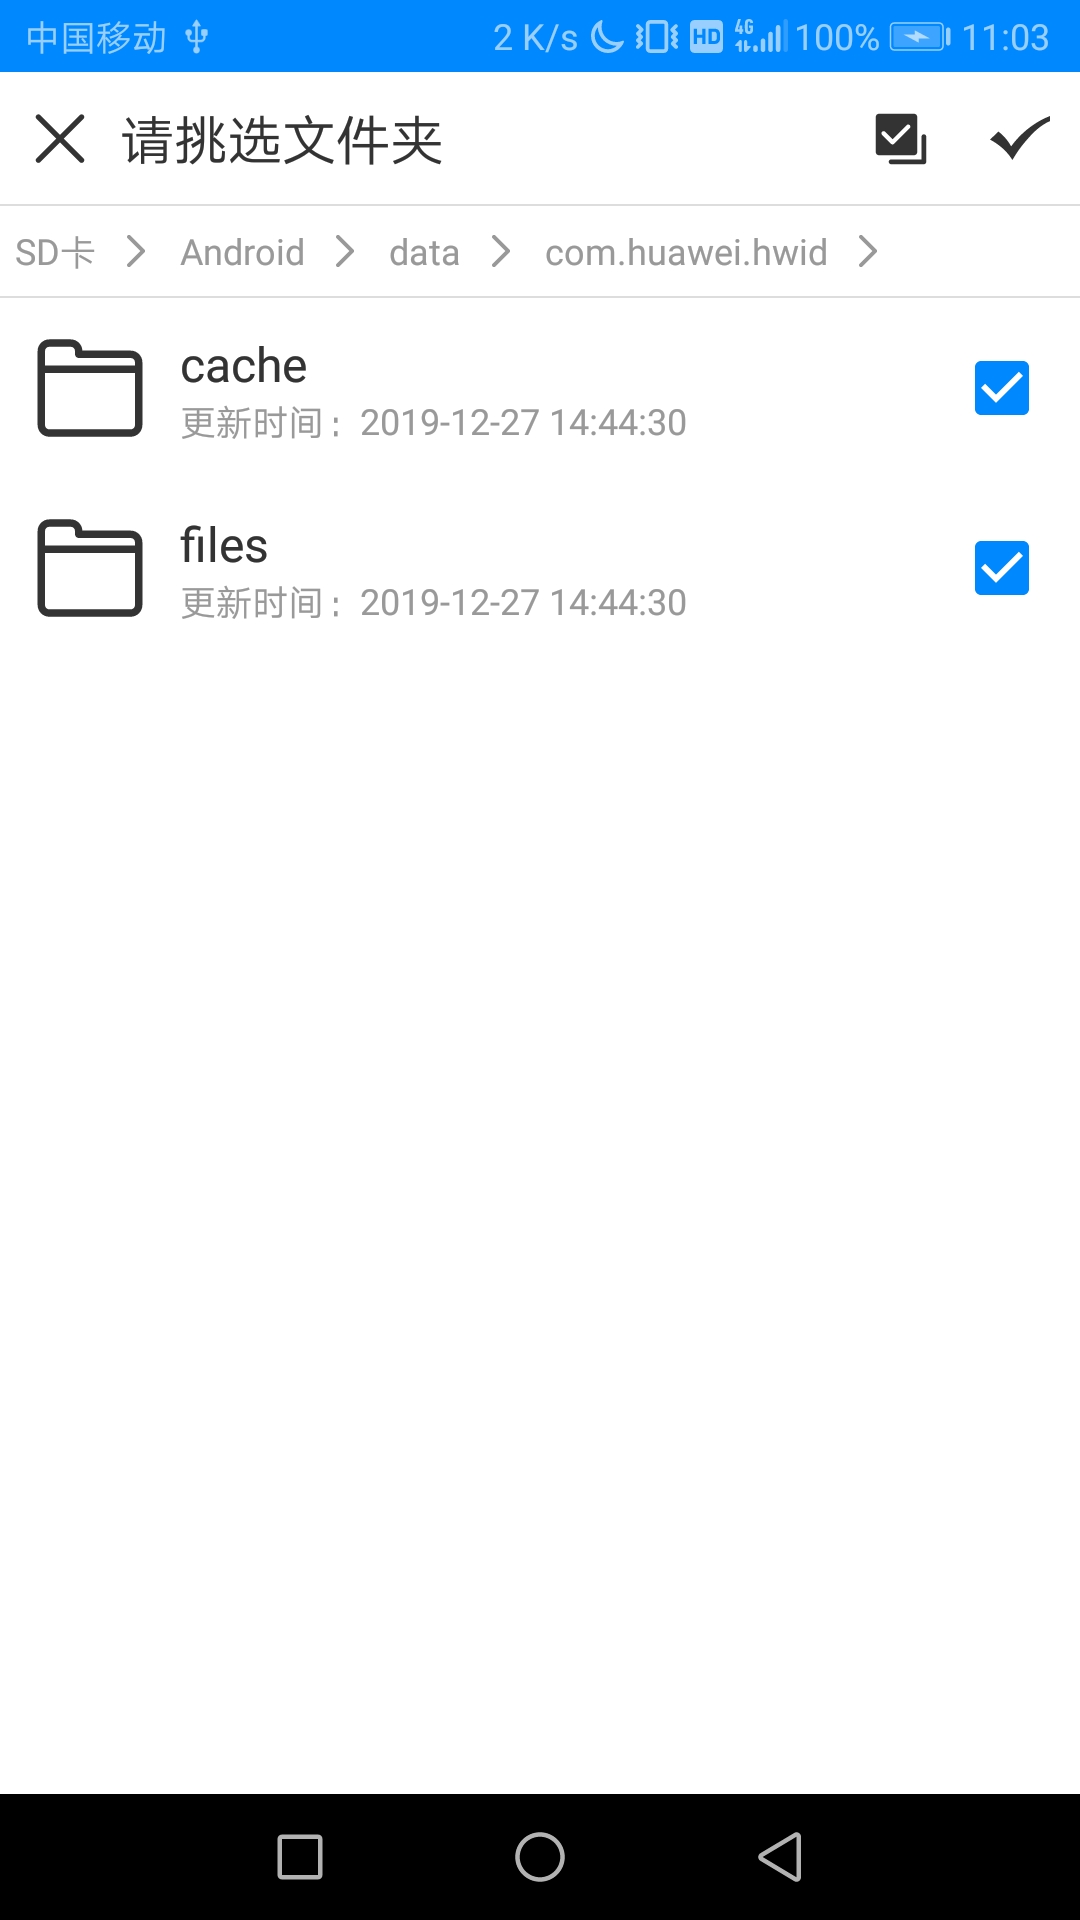 中国移动 2 K/s HD 4G 100% 11:03
请挑选文件夹
SD卡 Android data com.huawei.hwid
cache
更新时间：2019-12-27 14:44:30
files
更新时间：2019-12-27 14:44:30